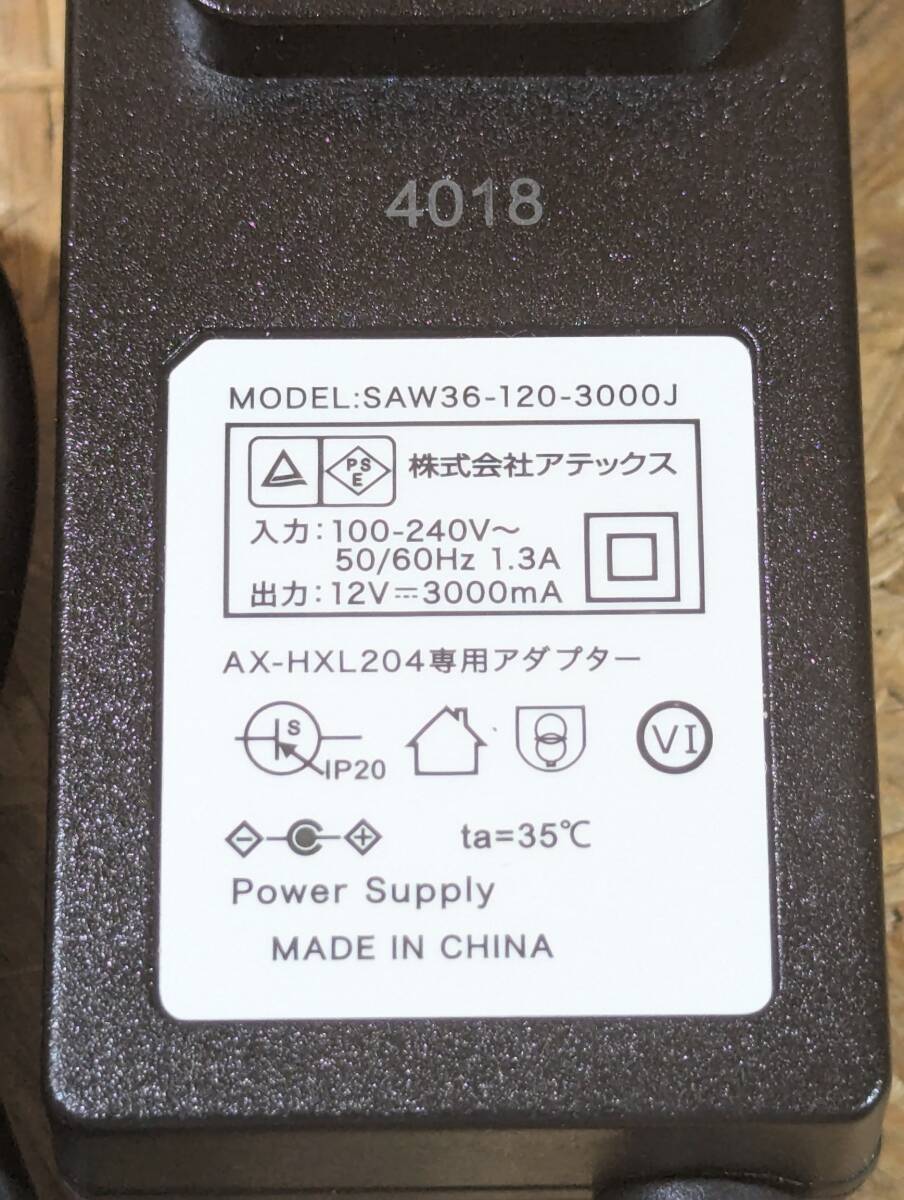 4018
MODEL:SAW36-120-3000J
PS
E
株式会社アテックス
入力:100-240V～
50/60Hz 1.3A
出力:12V⎓3000mA
AX-HXL204専用アダプター
S
IP20
VI
ta=35℃
Power Supply
MADE IN CHINA